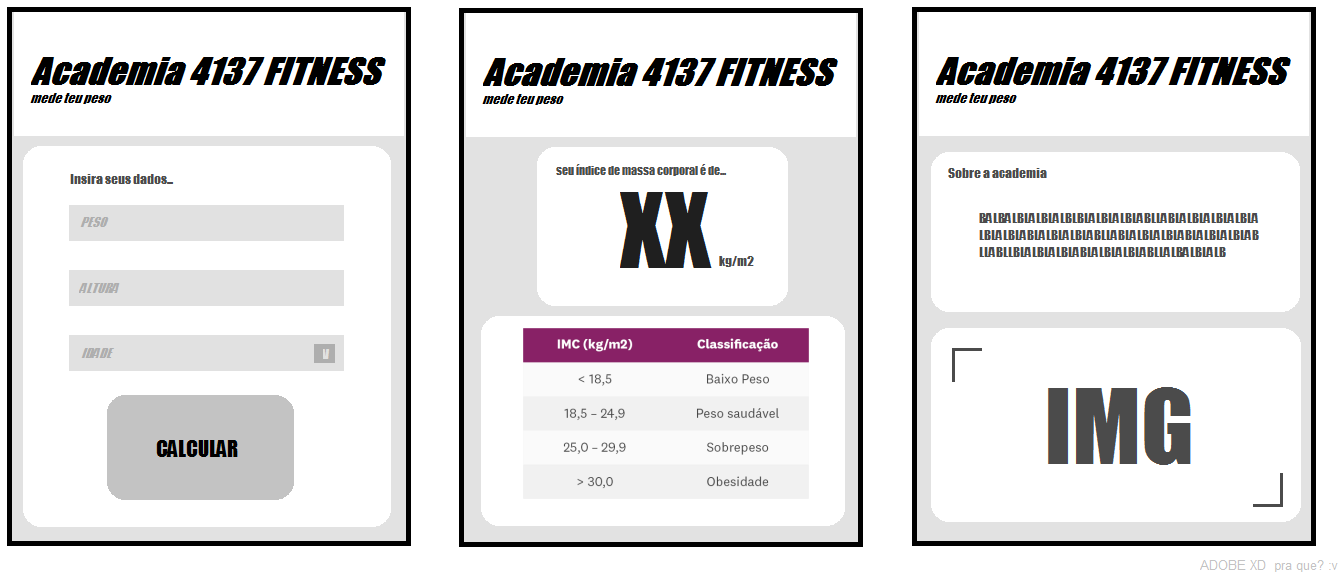 Academia 4137 FITNESS
mede teu peso
Insira seus dados...
PESO
ALTURA
IDADE V
CALCULAR
Academia 4137 FITNESS
mede teu peso
seu índice de massa corporal é de...
XX kg/m2
IMC (kg/m2) Classificação
< 18,5 Baixo Peso
18,5 – 24,9 Peso saudável
25,0 – 29,9 Sobrepeso
> 30,0 Obesidade
Academia 4137 FITNESS
mede teu peso
Sobre a academia
IMG
ADOBE XD pra que? :v